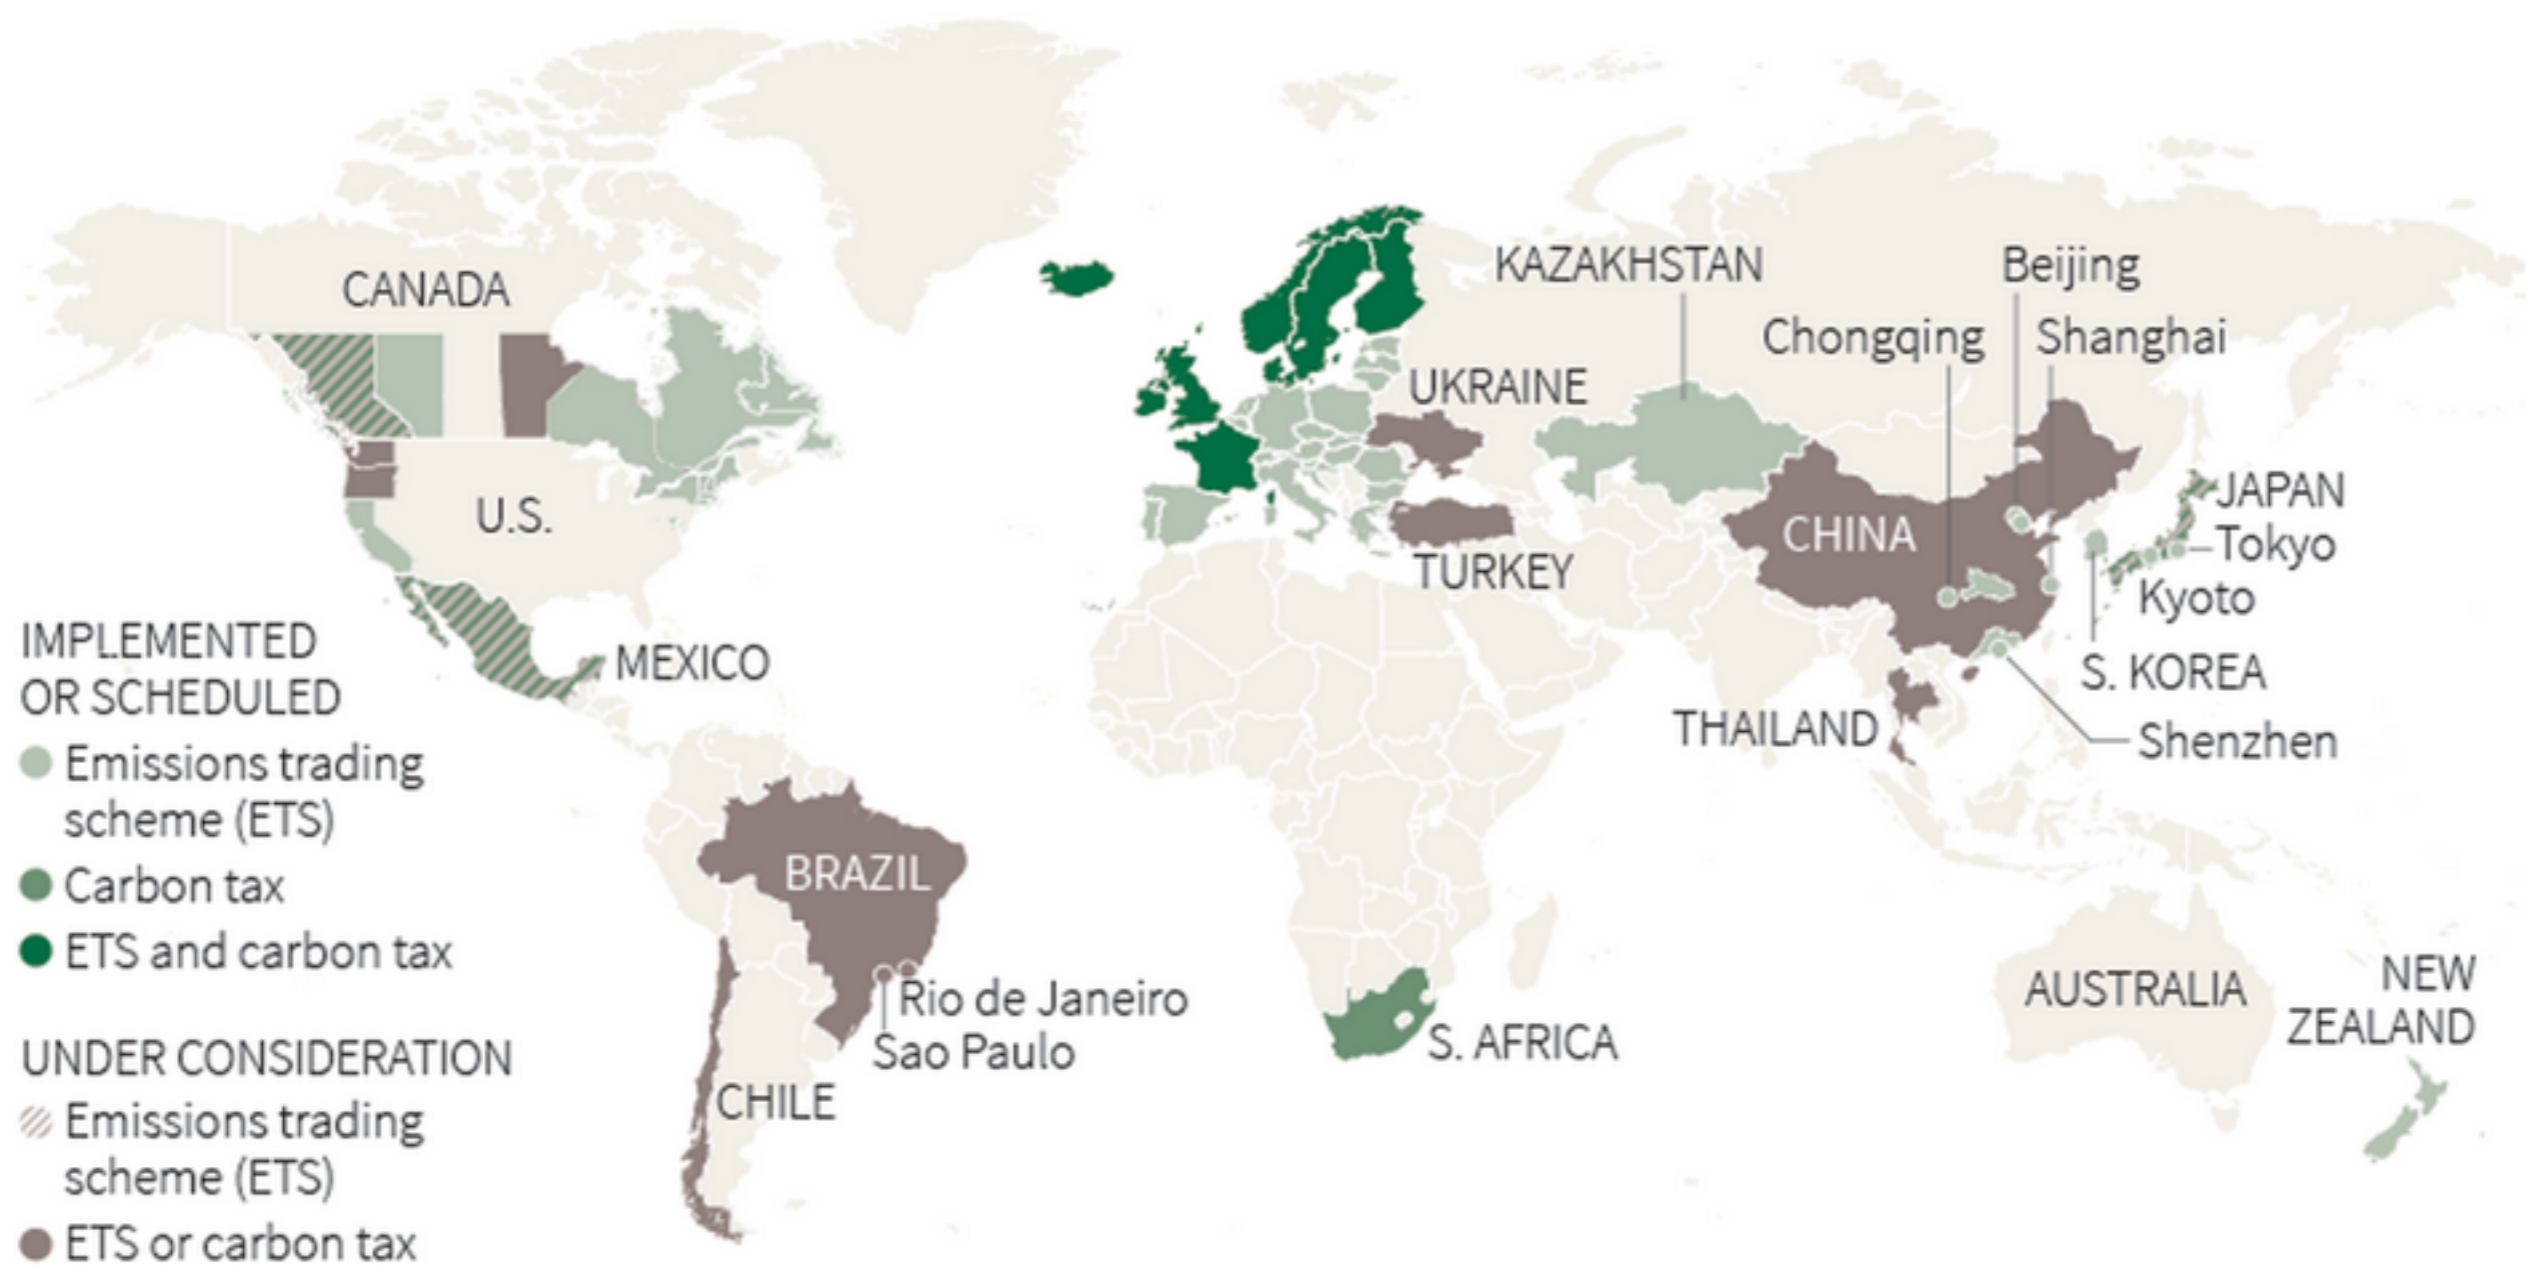 CANADA
KAZAKHSTAN
Beijing
Chongqing
Shanghai
UKRAINE
U.S.
CHINA
JAPAN
Tokyo
TURKEY
Kyoto
MEXICO
S. KOREA
THAILAND
Shenzhen
IMPLEMENTED
OR SCHEDULED
Emissions trading
scheme (ETS)
Carbon tax
ETS and carbon tax
UNDER CONSIDERATION
Emissions trading
scheme (ETS)
ETS or carbon tax
BRAZIL
Rio de Janeiro
Sao Paulo
CHILE
S. AFRICA
AUSTRALIA
NEW
ZEALAND